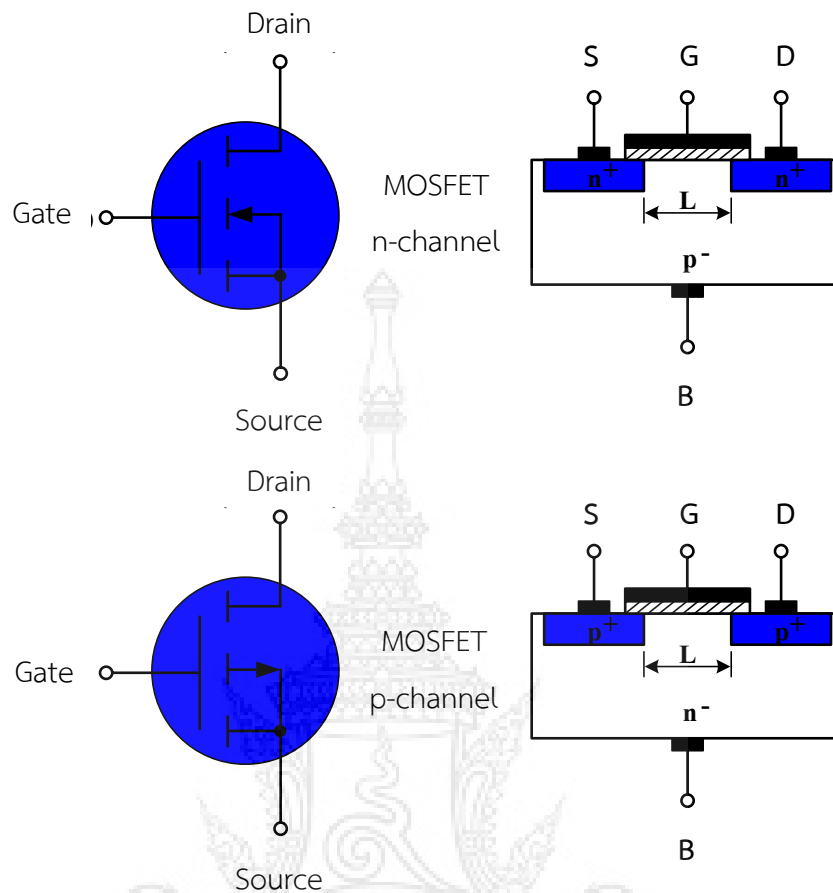 Drain
Gate
MOSFET
n-channel
Source
S G D
n+ n+
L
p-
B
Drain
Gate
MOSFET
p-channel
Source
S G D
p+ p+
L
n-
B